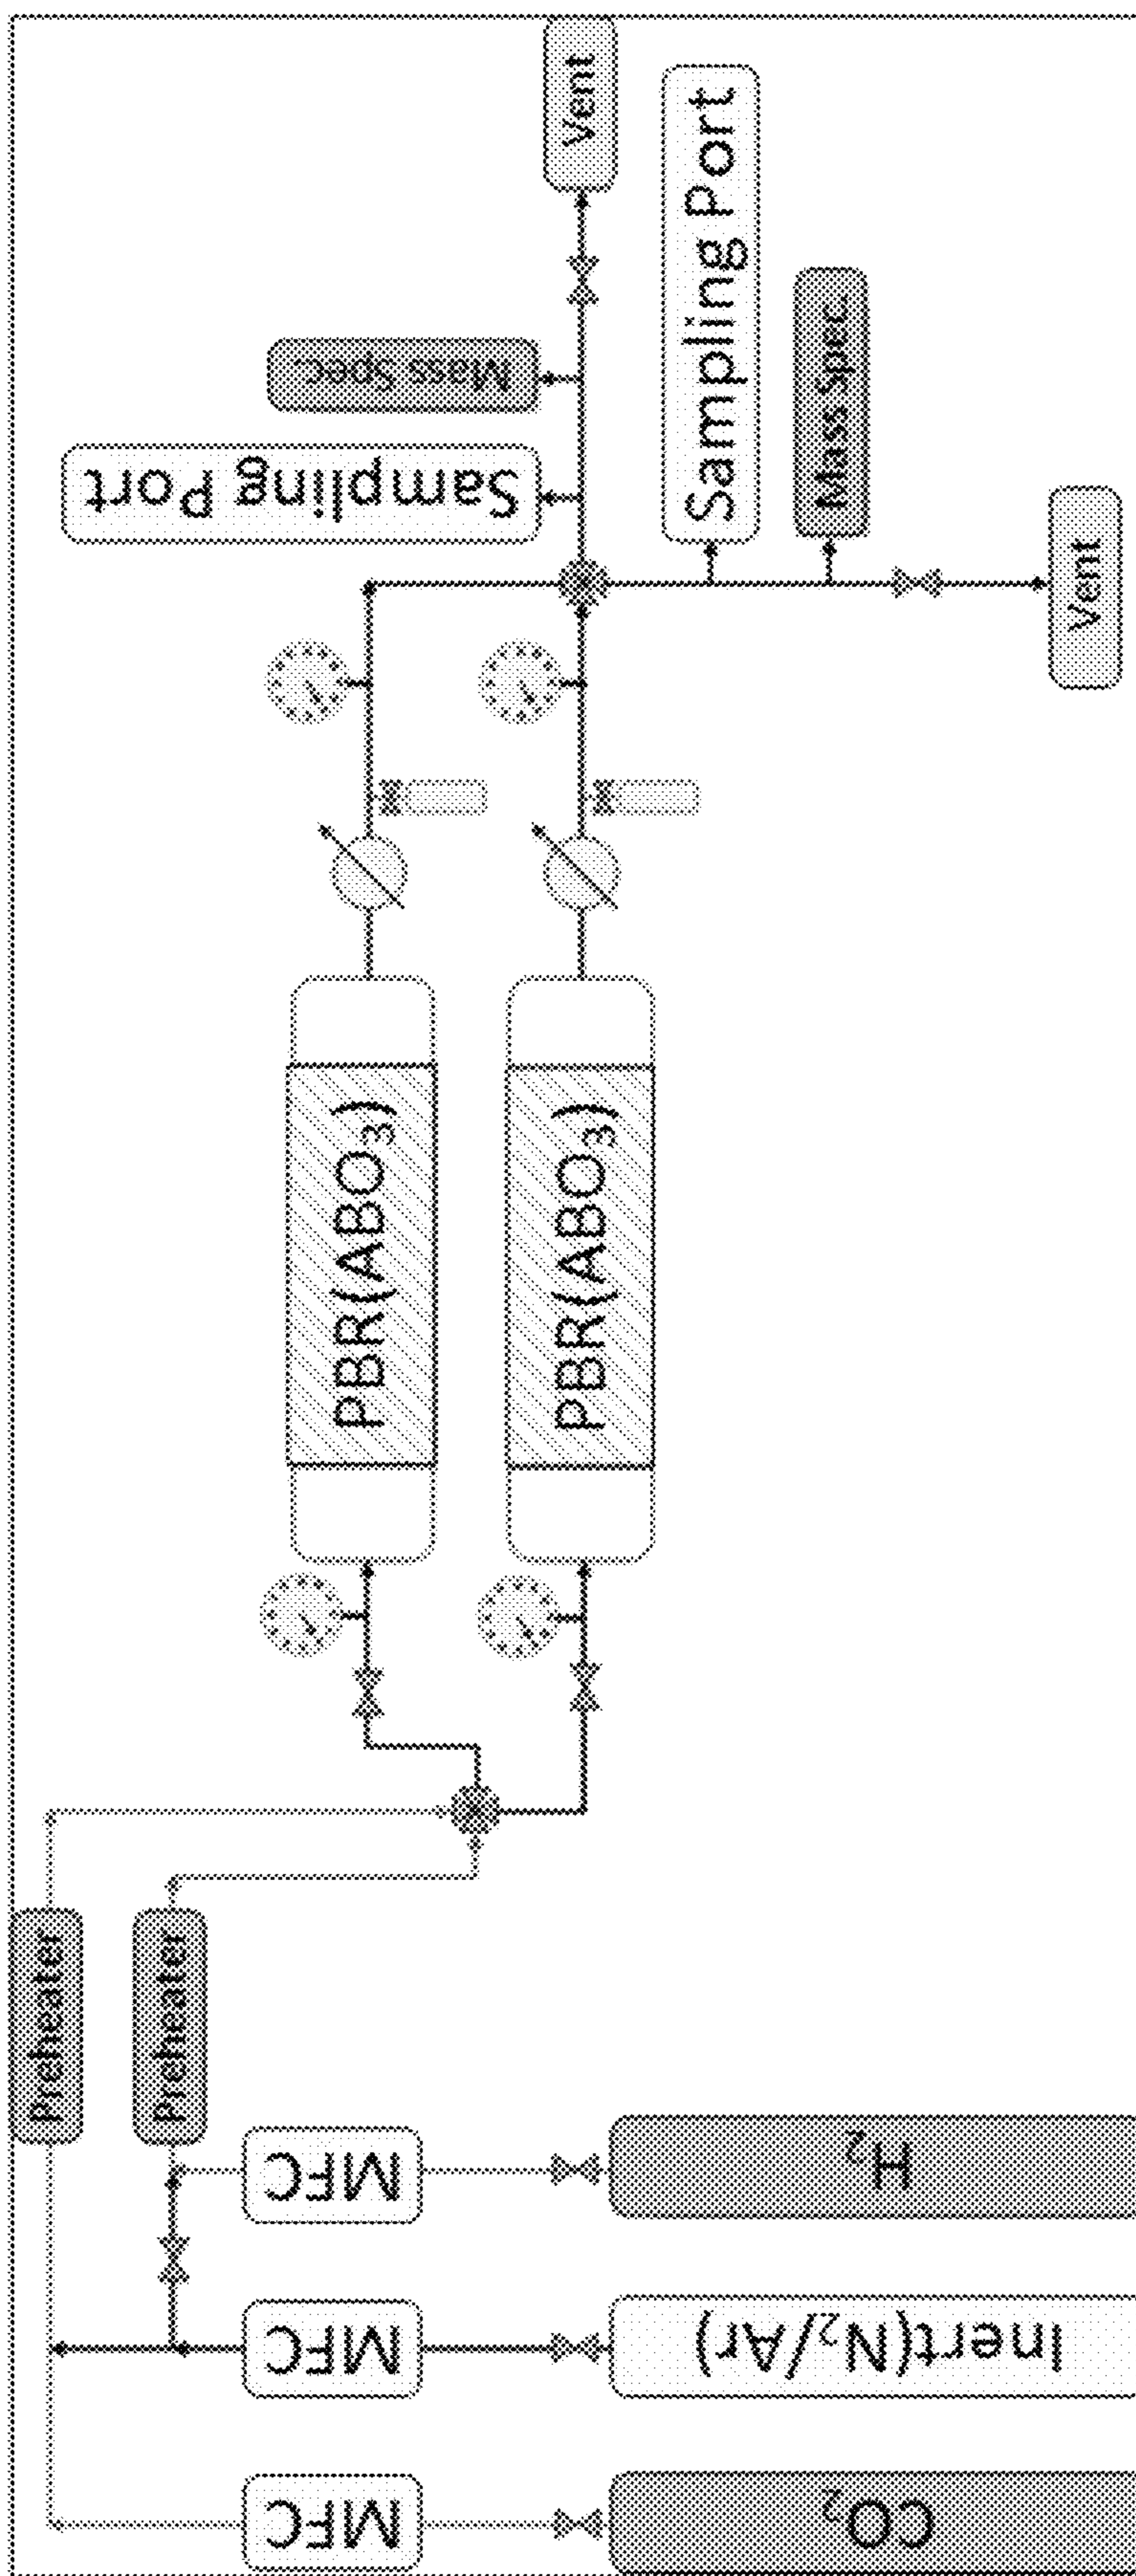 Vent
Mass Spec.
Sampling Port
Sampling Port
Mass Spec.
Vent
PBR(ABO₃)
PBR(ABO₃)
Preheater
Preheater
MFC
H₂
MFC
Inert(N₂/Ar)
MFC
CO₂